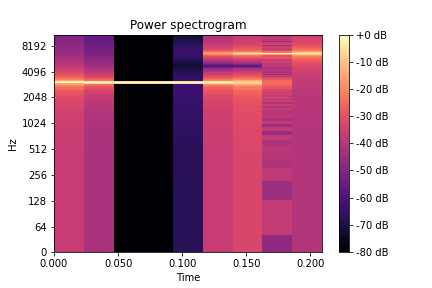 Power spectrogram
8192
4096
2048
1024
512
256
128
64
0
Hz
0.000
0.050
0.100
0.150
0.200
Time
+0 dB
-10 dB
-20 dB
-30 dB
-40 dB
-50 dB
-60 dB
-70 dB
-80 dB